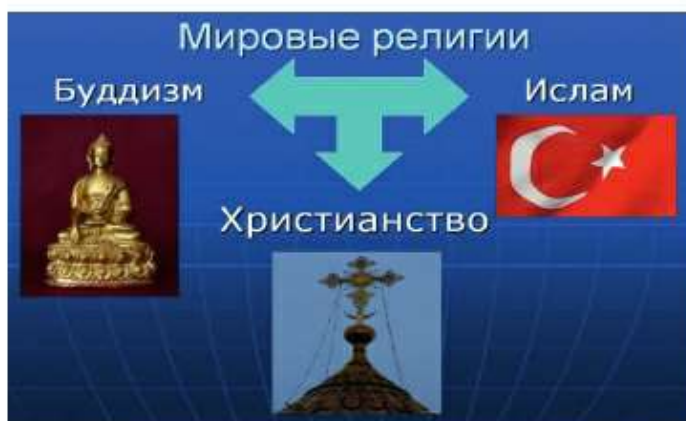 Мировые религии
Буддизм
Ислам
Христианство